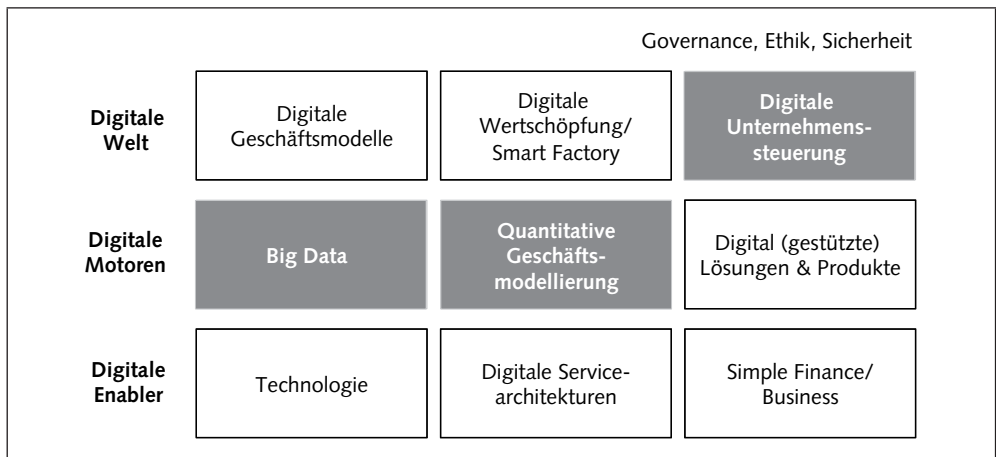 Governance, Ethik, Sicherheit
Digitale
Welt
Digitale
Geschäftsmodelle
Digitale
Wertschöpfung/
Smart Factory
Digitale
Unternehmens-
steuerung
Digitale
Motoren
Big Data
Quantitative
Geschäfts-
modellierung
Digital (gestützte)
Lösungen & Produkte
Digitale
Enabler
Technologie
Digitale Service-
architekturen
Simple Finance/
Business